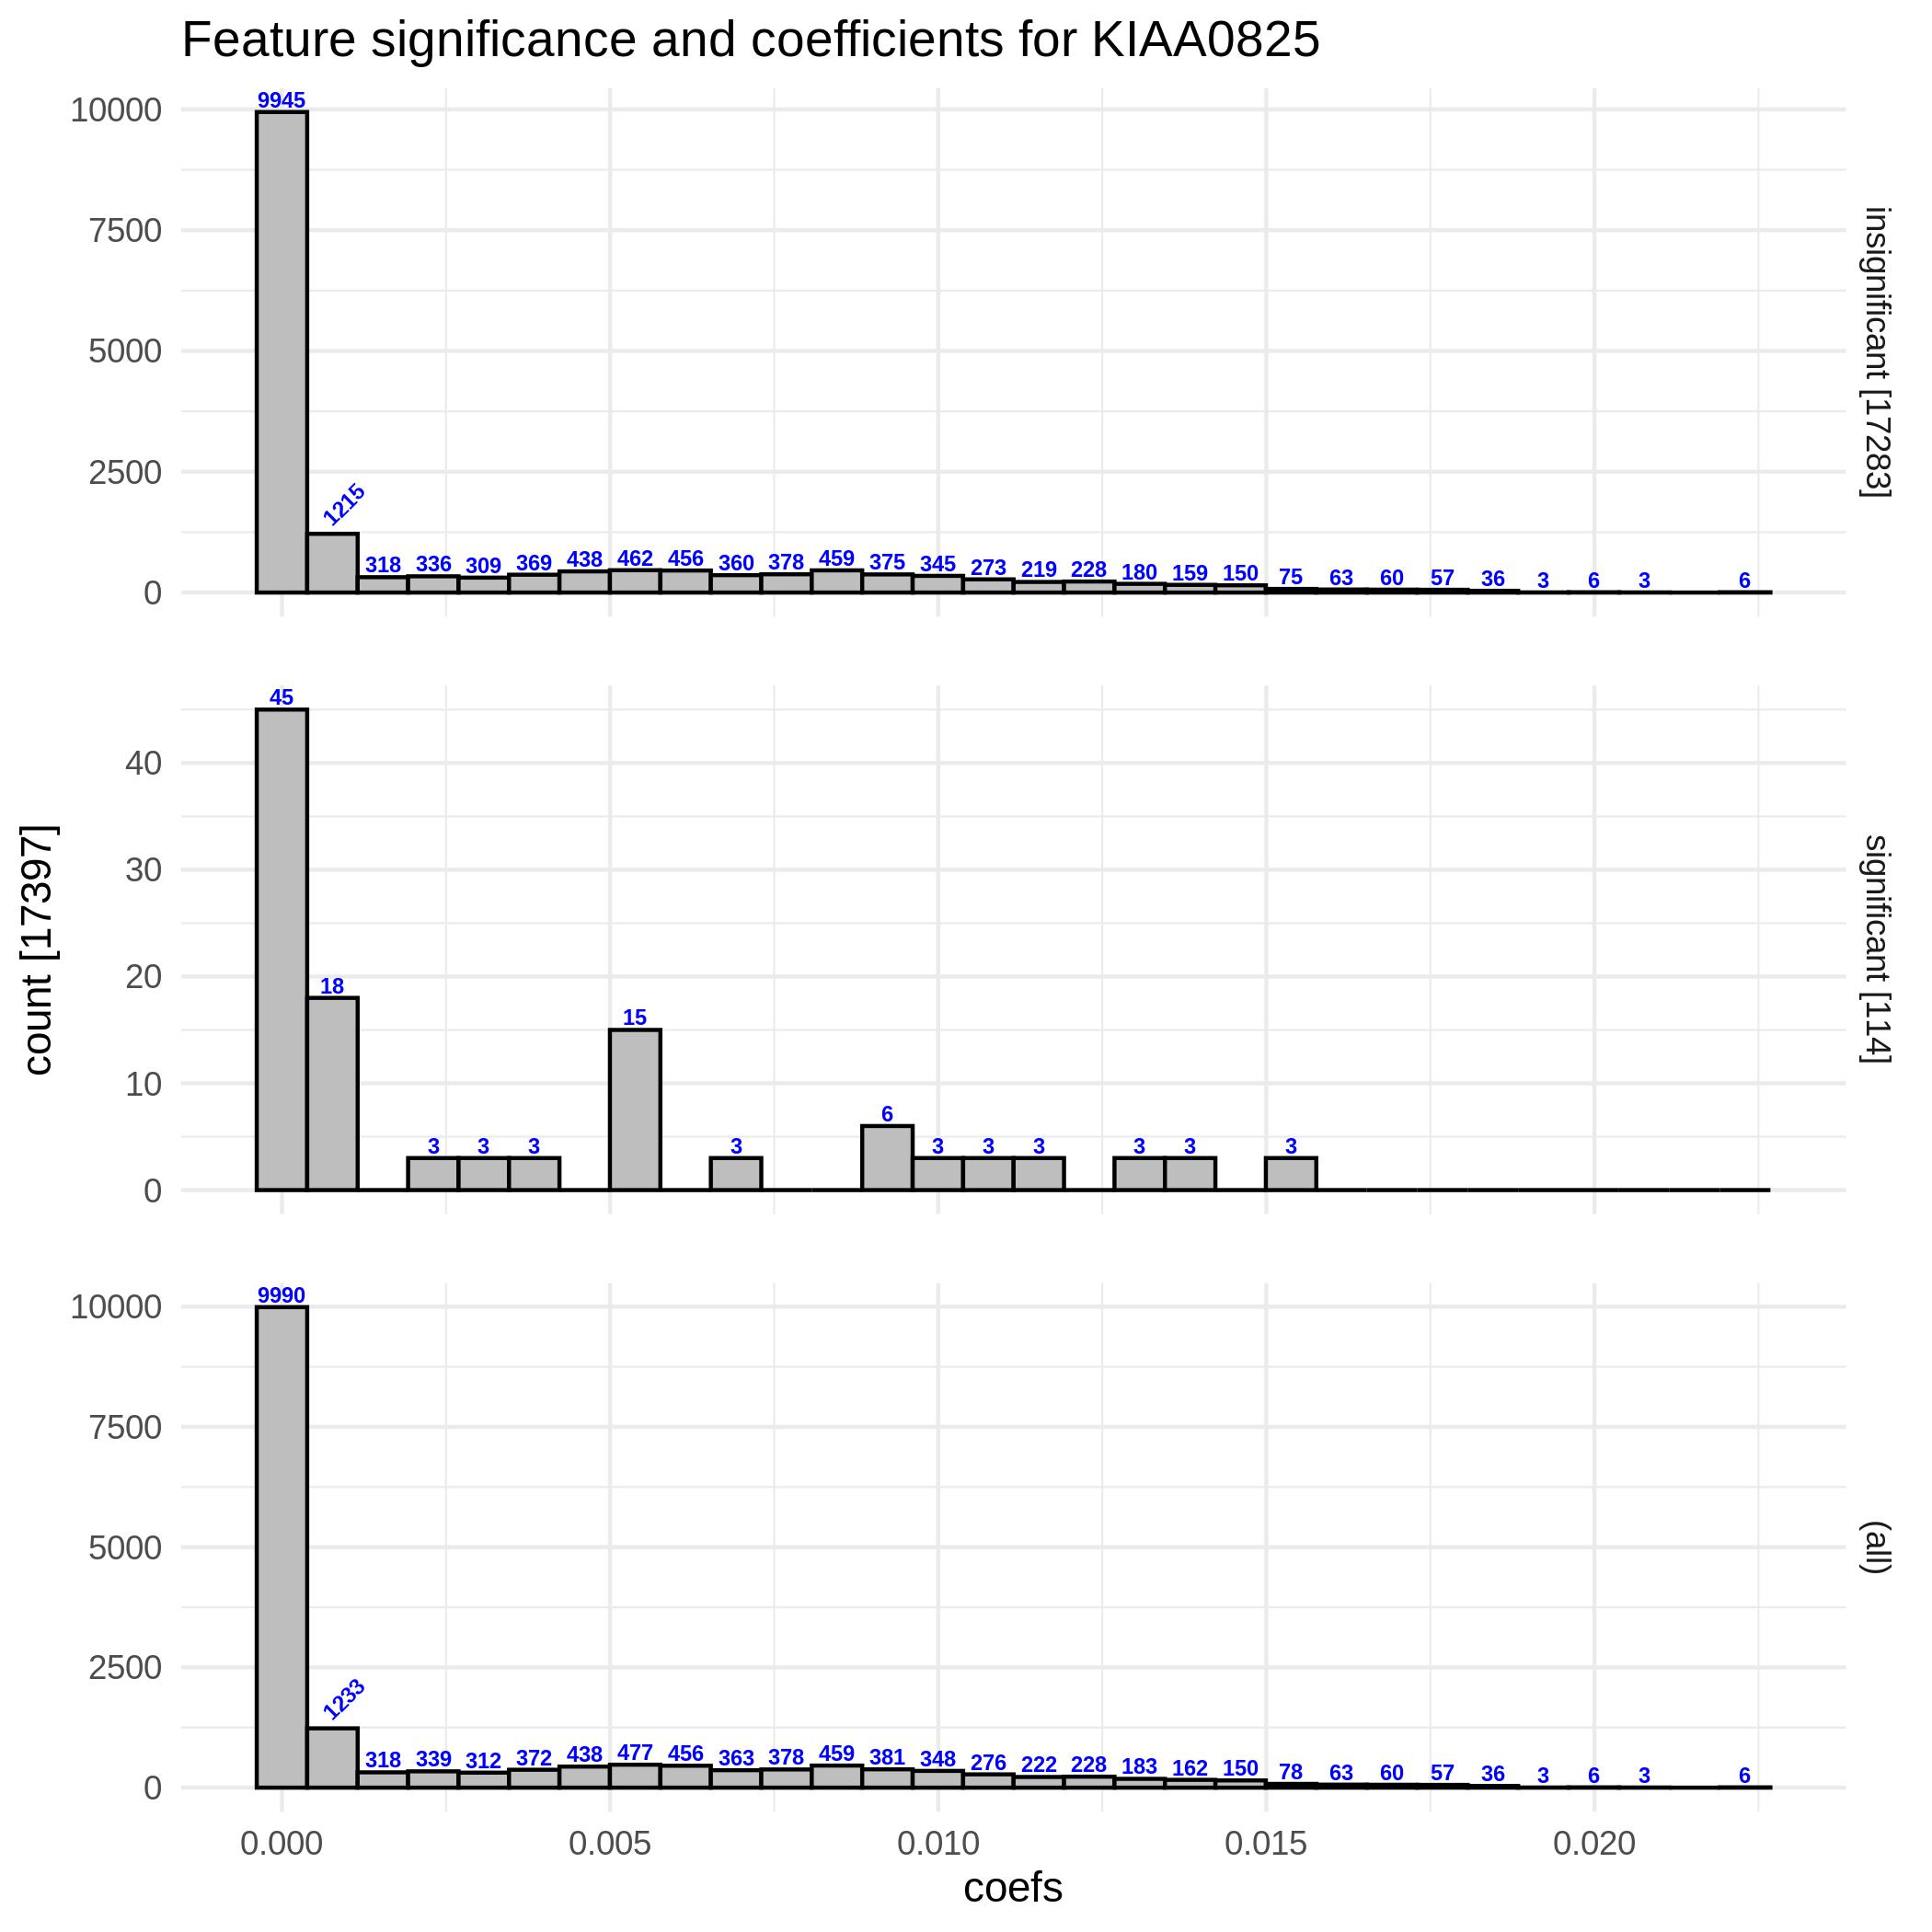 Feature significance and coefficients for KIAA0825
10000
7500
5000
2500
0
9945
1215
318 336 309 369 438 462 456 360 378 459 375 345 273 219 228 180 159 150 75 63 60 57 36 3 6 3 6
insignificant [17283]
count [17397]
40
30
20
10
0
45
18
3 3 3 15 3 6 3 3 3 3 3 3
significant [114]
10000
7500
5000
2500
0
9990
1233
318 339 312 372 438 477 456 363 378 459 381 348 276 222 228 183 162 150 78 63 60 57 36 3 6 3 6
(all)
0.000 0.005 0.010 0.015 0.020
coefs